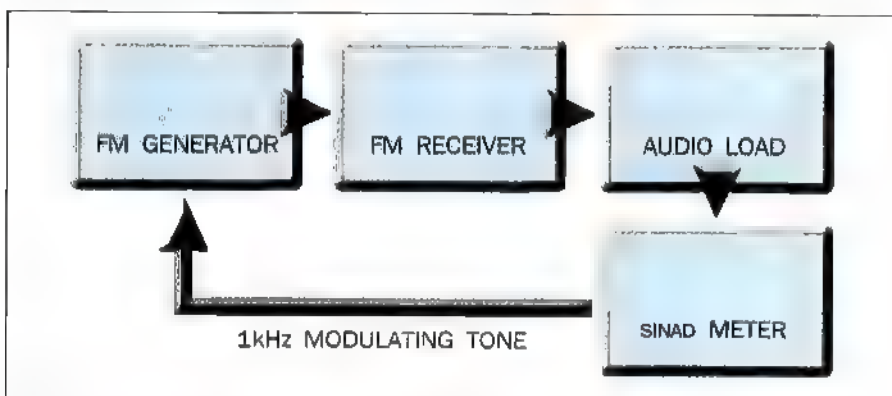 FM GENERATOR
FM RECEIVER
AUDIO LOAD
SINAD METER
1kHz MODULATING TONE